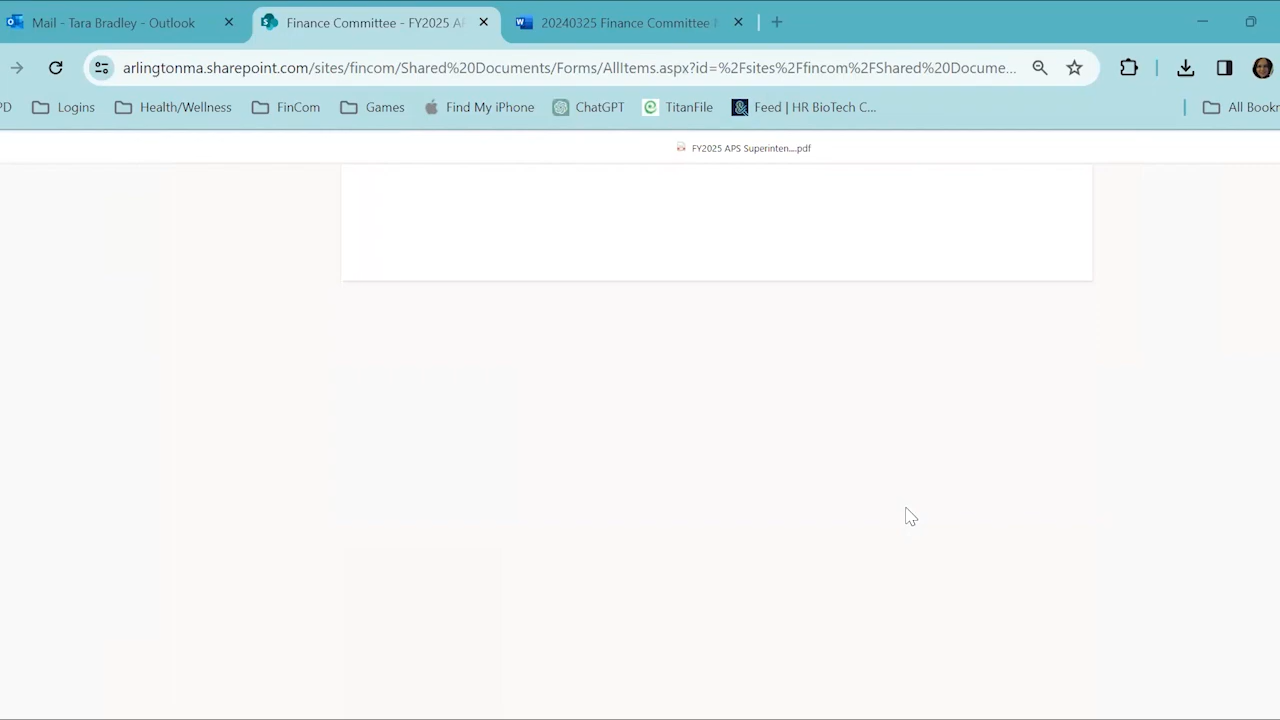 Mail - Tara Bradley - Outlook
Finance Committee - FY2025 AP
20240325 Finance Committee
arlingtonma.sharepoint.com/sites/fincom/Shared%20Documents/Forms/AllItems.aspx?id=%2Fsites%2Ffincom%2FShared%20Docume...
PD Logins Health/Wellness FinCom Games Find My iPhone ChatGPT TitanFile Feed | HR BioTech C... All Bookr
FY2025 APS Superinten....pdf